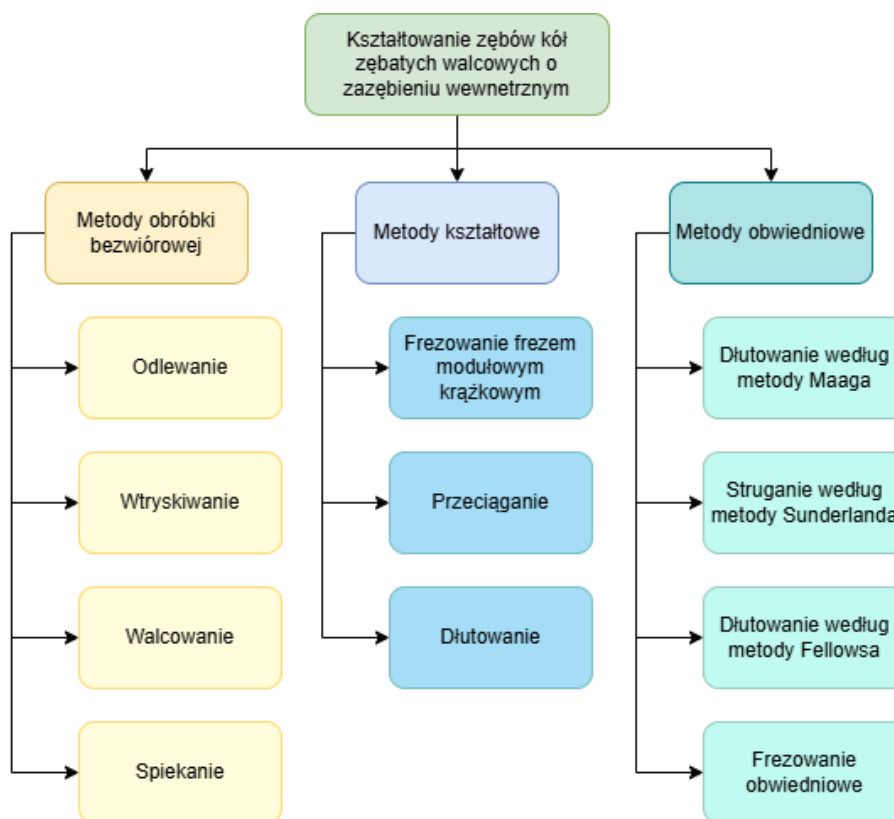 Kształtowanie zębów kół
zębatych walcowych o
zazębieniu wewnetrznym
Metody obróbki
bezwiórowej
Metody kształtowe
Metody obwiedniowe
Odlewanie
Frezowanie frezem
modułowym
krążkowym
Dłutowanie według
metody Maaga
Wtryskiwanie
Przeciąganie
Struganie według
metody Sunderlanda
Walcowanie
Dłutowanie
Dłutowanie według
metody Fellowsa
Spiekanie
Frezowanie
obwiedniowe